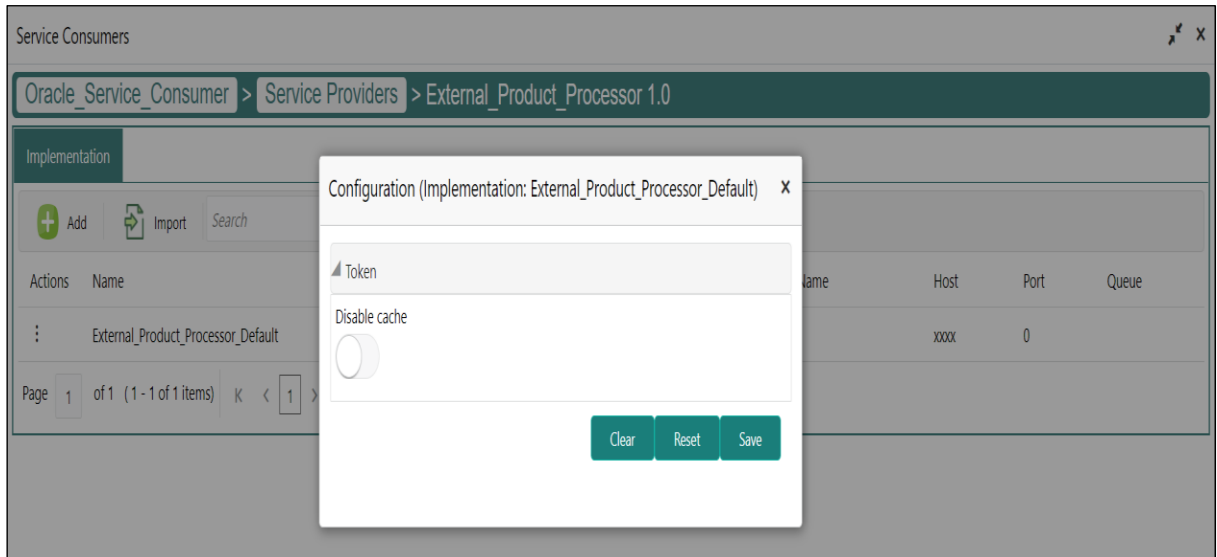 Service Consumers x
Oracle_Service_Consumer > Service Providers > External_Product_Processor 1.0
Implementation
Configuration (Implementation: External_Product_Processor_Default) x
Add Import Search
Token
Actions Name Name Host Port Queue
Disable cache
External_Product_Processor_Default xxxx 0
Page 1 of 1 ( 1 - 1 of 1 items) K < 1 >
Clear Reset Save